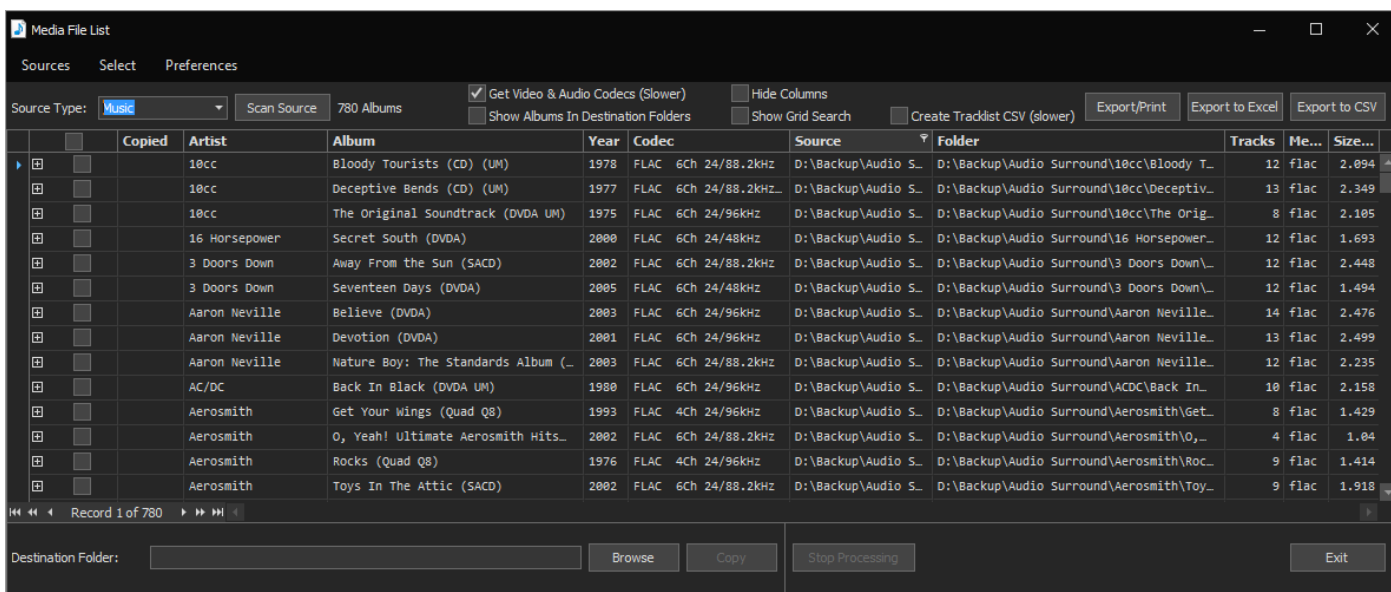 Media File List
Sources Select Preferences
Source Type: Music Scan Source 780 Albums
Get Video & Audio Codecs (Slower) Hide Columns
Show Albums In Destination Folders Show Grid Search Create Tracklist CSV (slower)
Export/Print Export to Excel Export to CSV
Copied Artist Album Year Codec Source Folder Tracks Me... Size...
10cc Bloody Tourists (CD) (UM) 1978 FLAC 6Ch 24/88.2kHz D:\Backup\Audio S… D:\Backup\Audio Surround\10cc\Bloody T… 12 flac 2.094
10cc Deceptive Bends (CD) (UM) 1977 FLAC 6Ch 24/88.2kHz… D:\Backup\Audio S… D:\Backup\Audio Surround\10cc\Deceptiv… 13 flac 2.349
10cc The Original Soundtrack (DVDA UM) 1975 FLAC 6Ch 24/96kHz D:\Backup\Audio S… D:\Backup\Audio Surround\10cc\The Orig… 8 flac 2.105
16 Horsepower Secret South (DVDA) 2000 FLAC 6Ch 24/48kHz D:\Backup\Audio S… D:\Backup\Audio Surround\16 Horsepower… 12 flac 1.693
3 Doors Down Away From the Sun (SACD) 2002 FLAC 6Ch 24/88.2kHz D:\Backup\Audio S… D:\Backup\Audio Surround\3 Doors Down\… 12 flac 2.448
3 Doors Down Seventeen Days (DVDA) 2005 FLAC 6Ch 24/48kHz D:\Backup\Audio S… D:\Backup\Audio Surround\3 Doors Down\… 12 flac 1.494
Aaron Neville Believe (DVDA) 2003 FLAC 6Ch 24/96kHz D:\Backup\Audio S… D:\Backup\Audio Surround\Aaron Neville… 14 flac 2.476
Aaron Neville Devotion (DVDA) 2001 FLAC 6Ch 24/96kHz D:\Backup\Audio S… D:\Backup\Audio Surround\Aaron Neville… 13 flac 2.499
Aaron Neville Nature Boy: The Standards Album (… 2003 FLAC 6Ch 24/88.2kHz D:\Backup\Audio S… D:\Backup\Audio Surround\Aaron Neville… 12 flac 2.235
AC/DC Back In Black (DVDA UM) 1980 FLAC 6Ch 24/96kHz D:\Backup\Audio S… D:\Backup\Audio Surround\ACDC\Back In… 10 flac 2.158
Aerosmith Get Your Wings (Quad Q8) 1993 FLAC 4Ch 24/96kHz D:\Backup\Audio S… D:\Backup\Audio Surround\Aerosmith\Get… 8 flac 1.429
Aerosmith O, Yeah! Ultimate Aerosmith Hits… 2002 FLAC 6Ch 24/88.2kHz D:\Backup\Audio S… D:\Backup\Audio Surround\Aerosmith\O,… 4 flac 1.04
Aerosmith Rocks (Quad Q8) 1976 FLAC 4Ch 24/96kHz D:\Backup\Audio S… D:\Backup\Audio Surround\Aerosmith\Roc… 9 flac 1.414
Aerosmith Toys In The Attic (SACD) 2002 FLAC 6Ch 24/88.2kHz D:\Backup\Audio S… D:\Backup\Audio Surround\Aerosmith\Toy… 9 flac 1.918
Record 1 of 780
Destination Folder: Browse Copy Stop Processing Exit